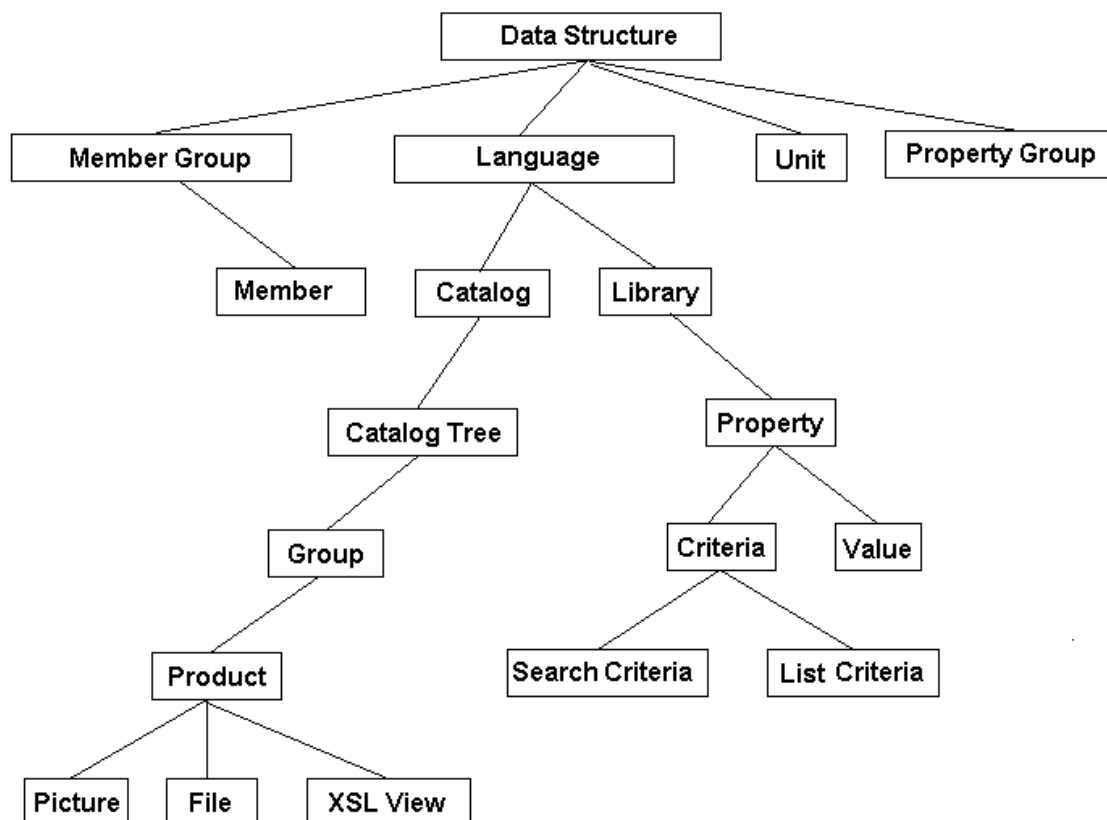 Data Structure
Member Group
Language
Unit
Property Group
Member
Catalog
Library
Catalog Tree
Property
Group
Criteria
Value
Product
Search Criteria
List Criteria
Picture
File
XSL View